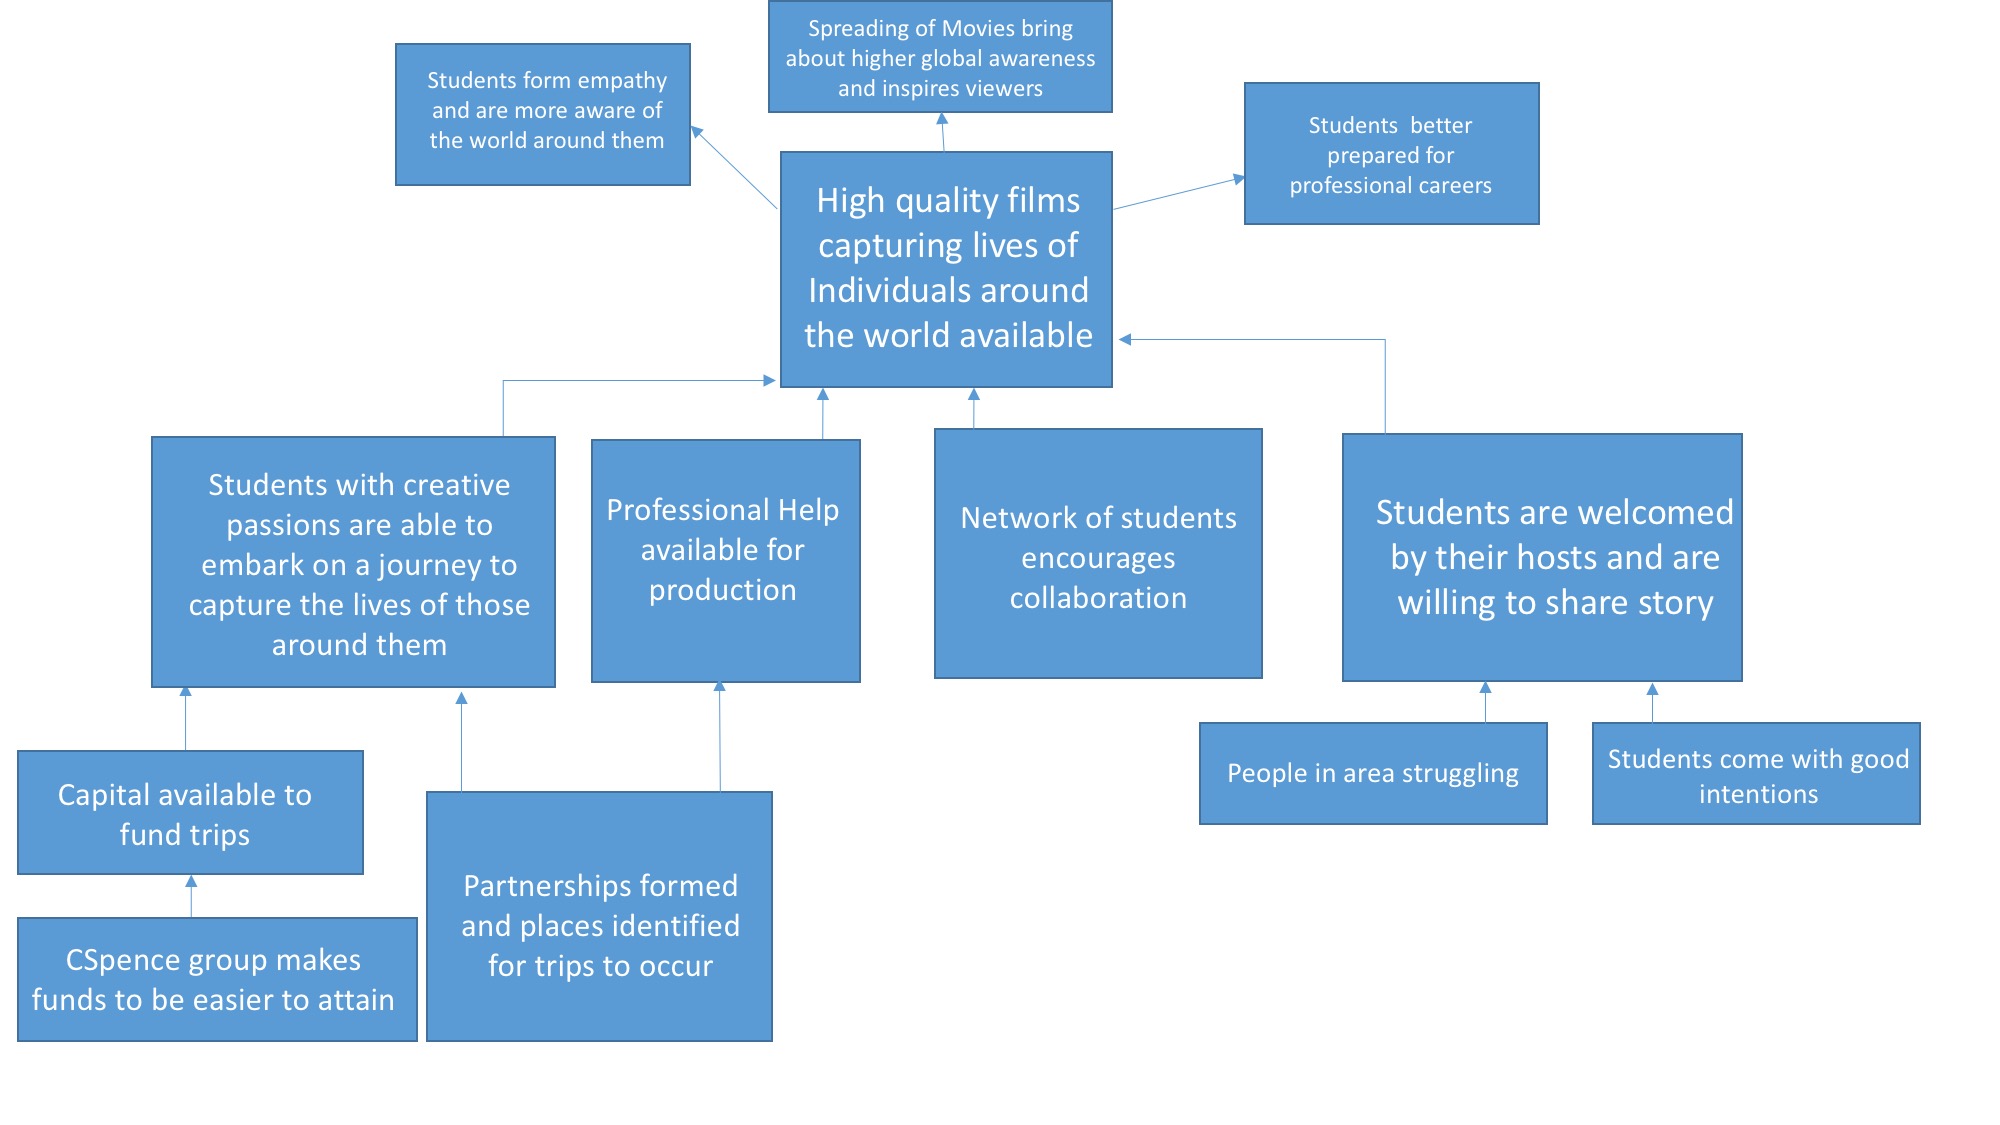 Spreading of Movies bring
about higher global awareness
and inspires viewers
Students form empathy
and are more aware of
the world around them
Students  better
prepared for
professional careers
High quality films
capturing lives of
Individuals around
the world available
Students with creative
passions are able to
embark on a journey to
capture the lives of those
around them
Professional Help
available for
production
Network of students
encourages
collaboration
Students are welcomed
by their hosts and are
willing to share story
Capital available to
fund trips
People in area struggling
Students come with good
intentions
CSpence group makes
funds to be easier to attain
Partnerships formed
and places identified
for trips to occur